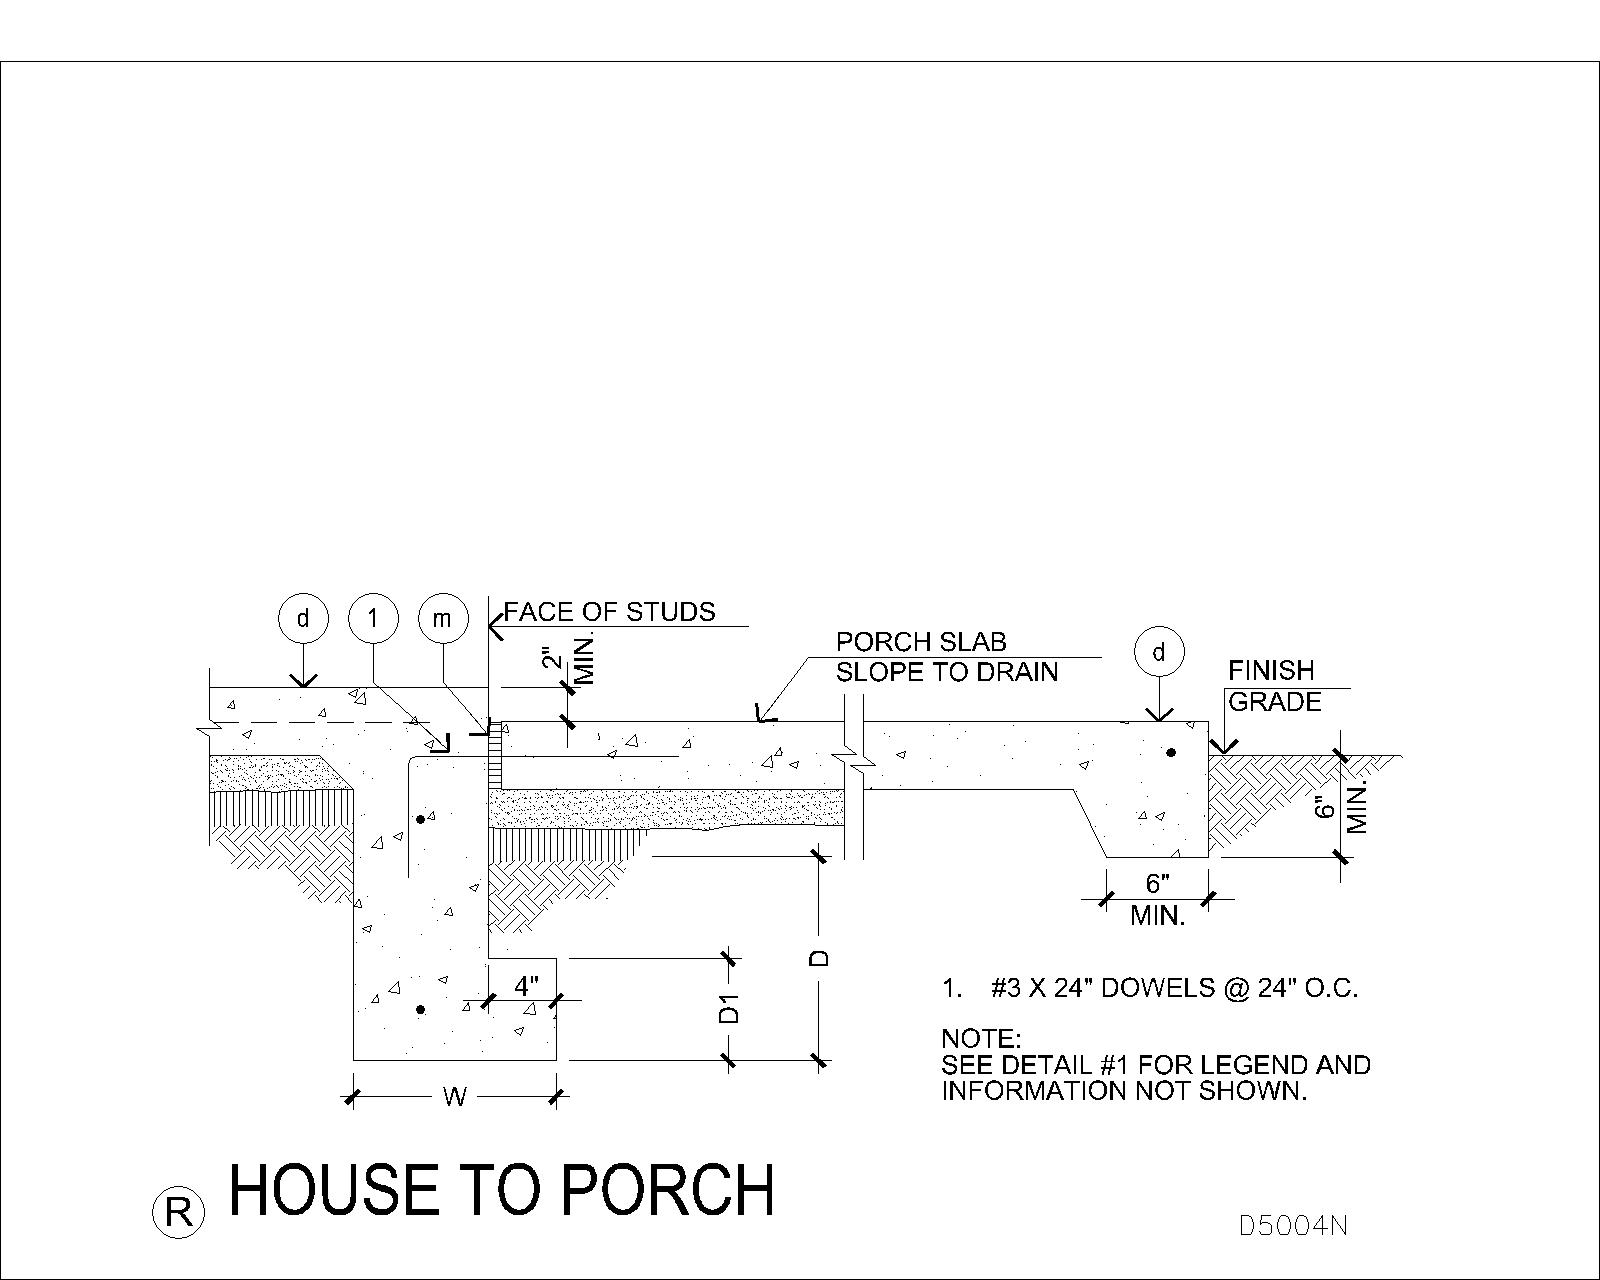 d
1
m
FACE OF STUDS
2"
MIN.
PORCH SLAB
SLOPE TO DRAIN
d
FINISH
GRADE
6"
MIN.
6"
MIN.
D
D1
4"
W
1. #3 X 24" DOWELS @ 24" O.C.
NOTE:
SEE DETAIL #1 FOR LEGEND AND
INFORMATION NOT SHOWN.
R HOUSE TO PORCH
D5004N